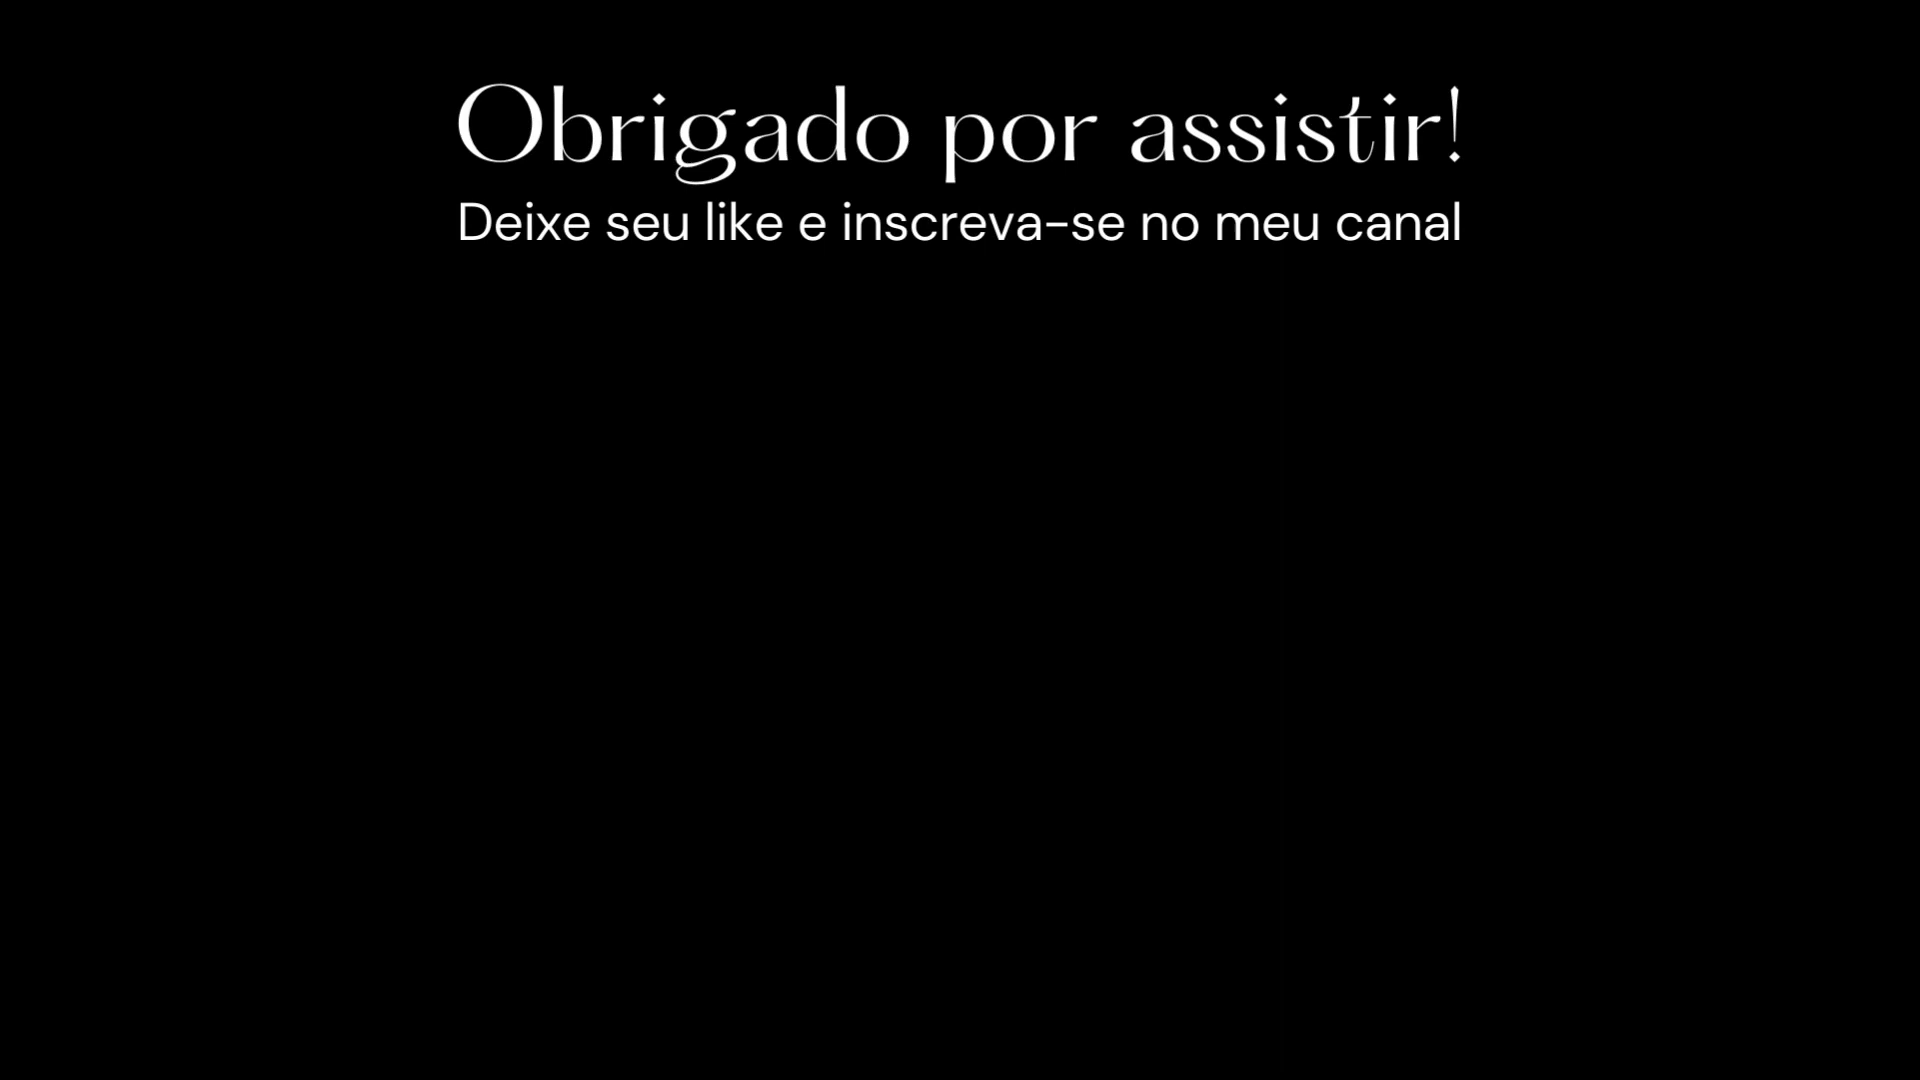 Obrigado por assistir!
Deixe seu like e inscreva-se no meu canal